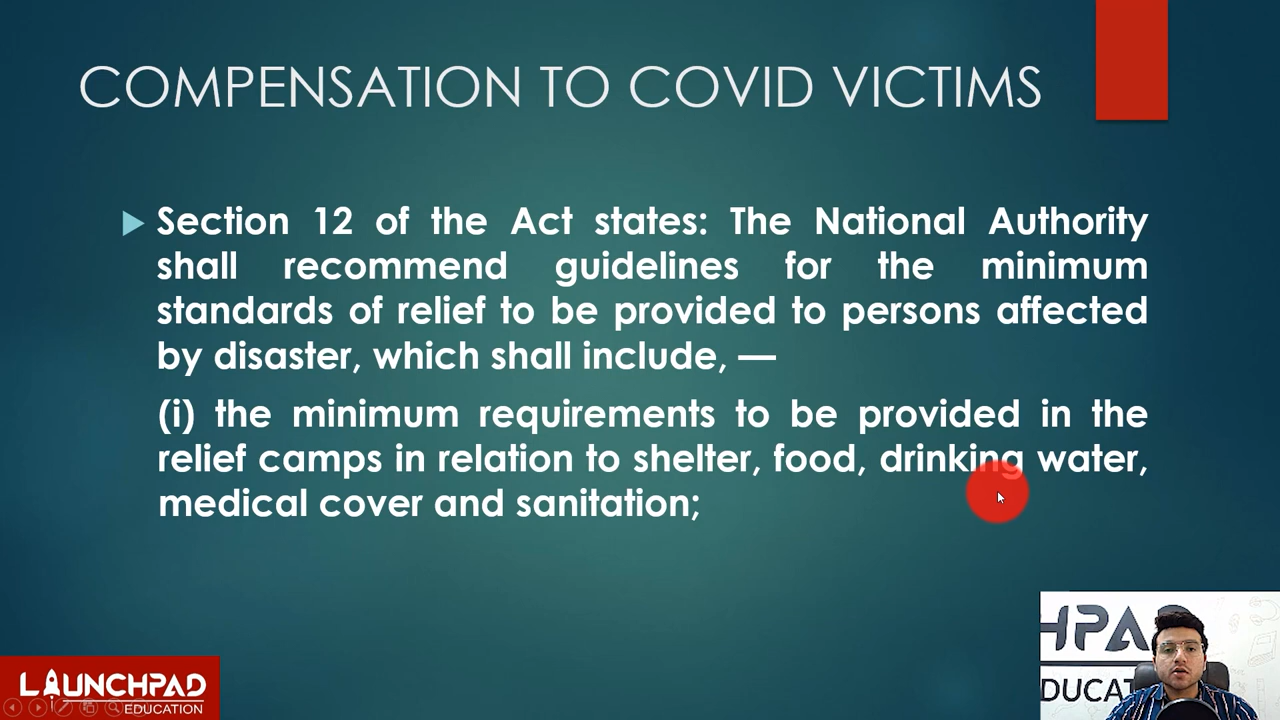 COMPENSATION TO COVID VICTIMS
Section 12 of the Act states: The National Authority
shall recommend guidelines for the minimum
standards of relief to be provided to persons affected
by disaster, which shall include, —
(i) the minimum requirements to be provided in the
relief camps in relation to shelter, food, drinking water,
medical cover and sanitation;
HPA
DUCAT
LAUNCHPAD
EDUCATION